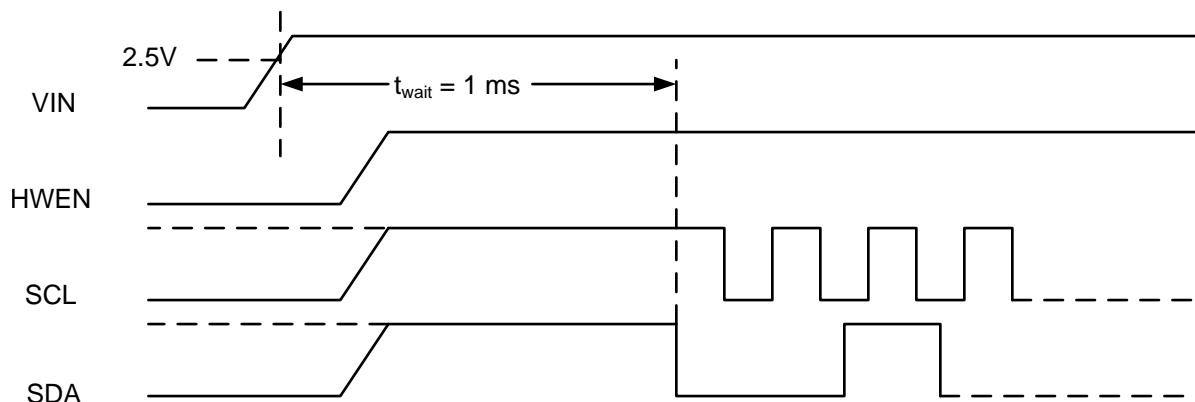 2.5V
t_wait = 1 ms
VIN
HWEN
SCL
SDA